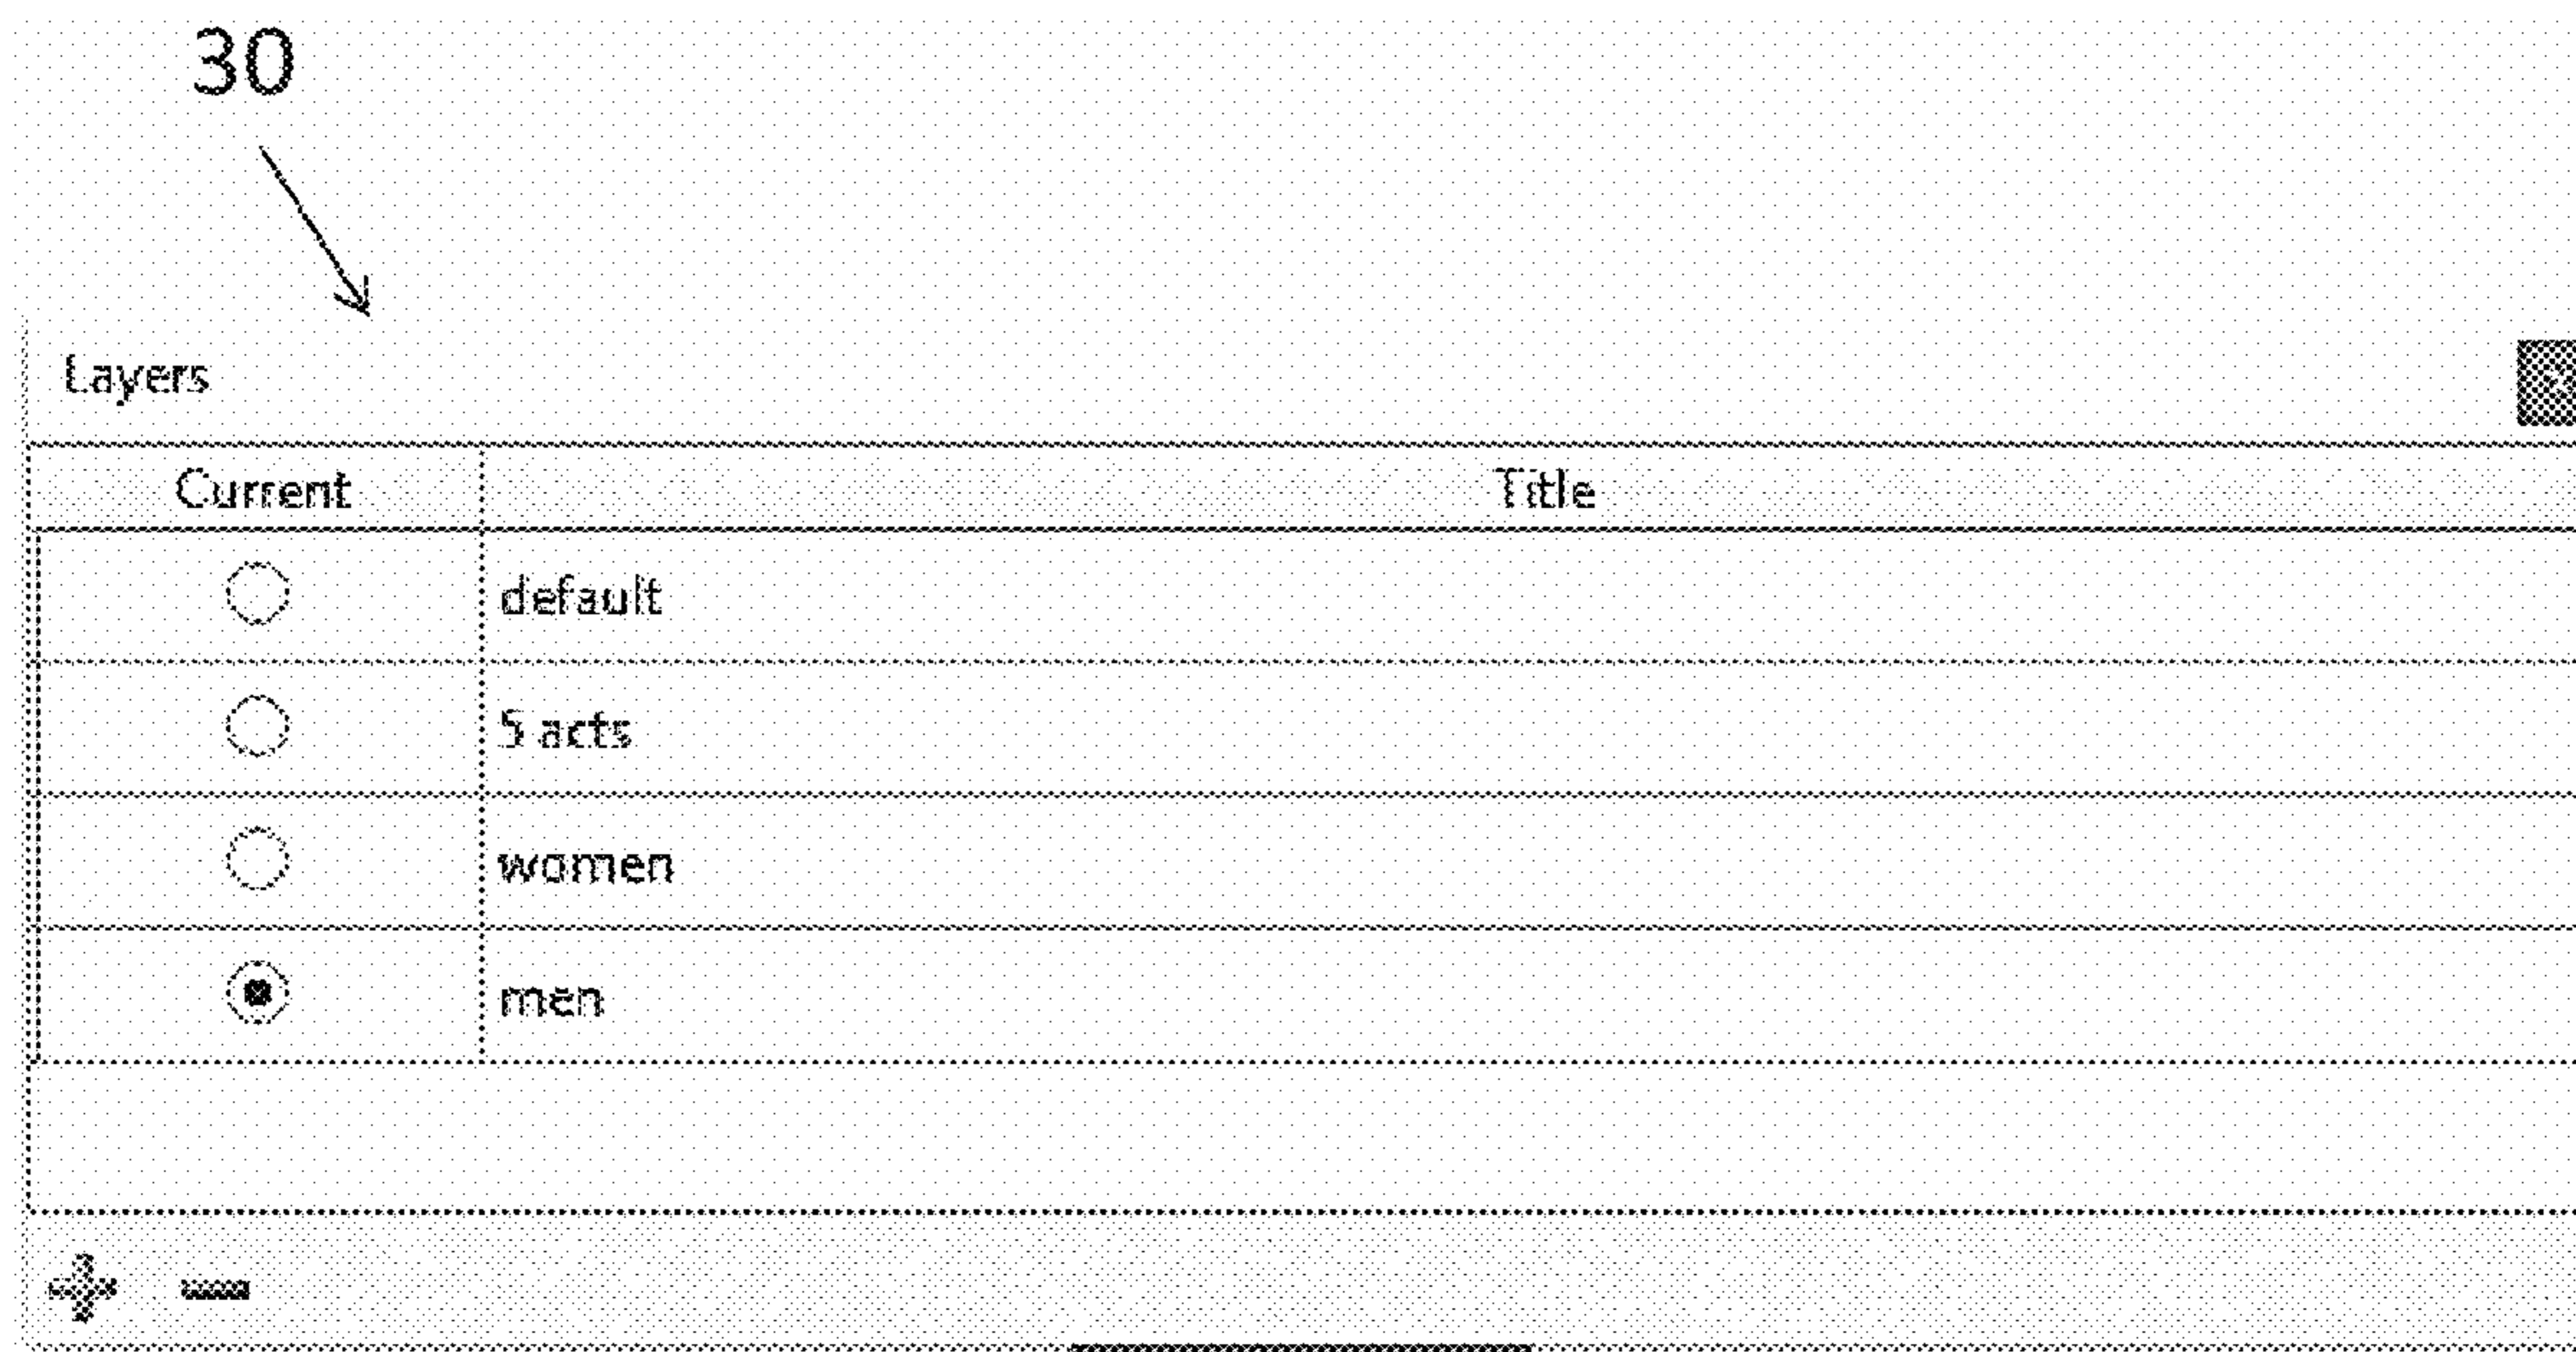 30
Layers
Current Title
default
5 acts
women
men